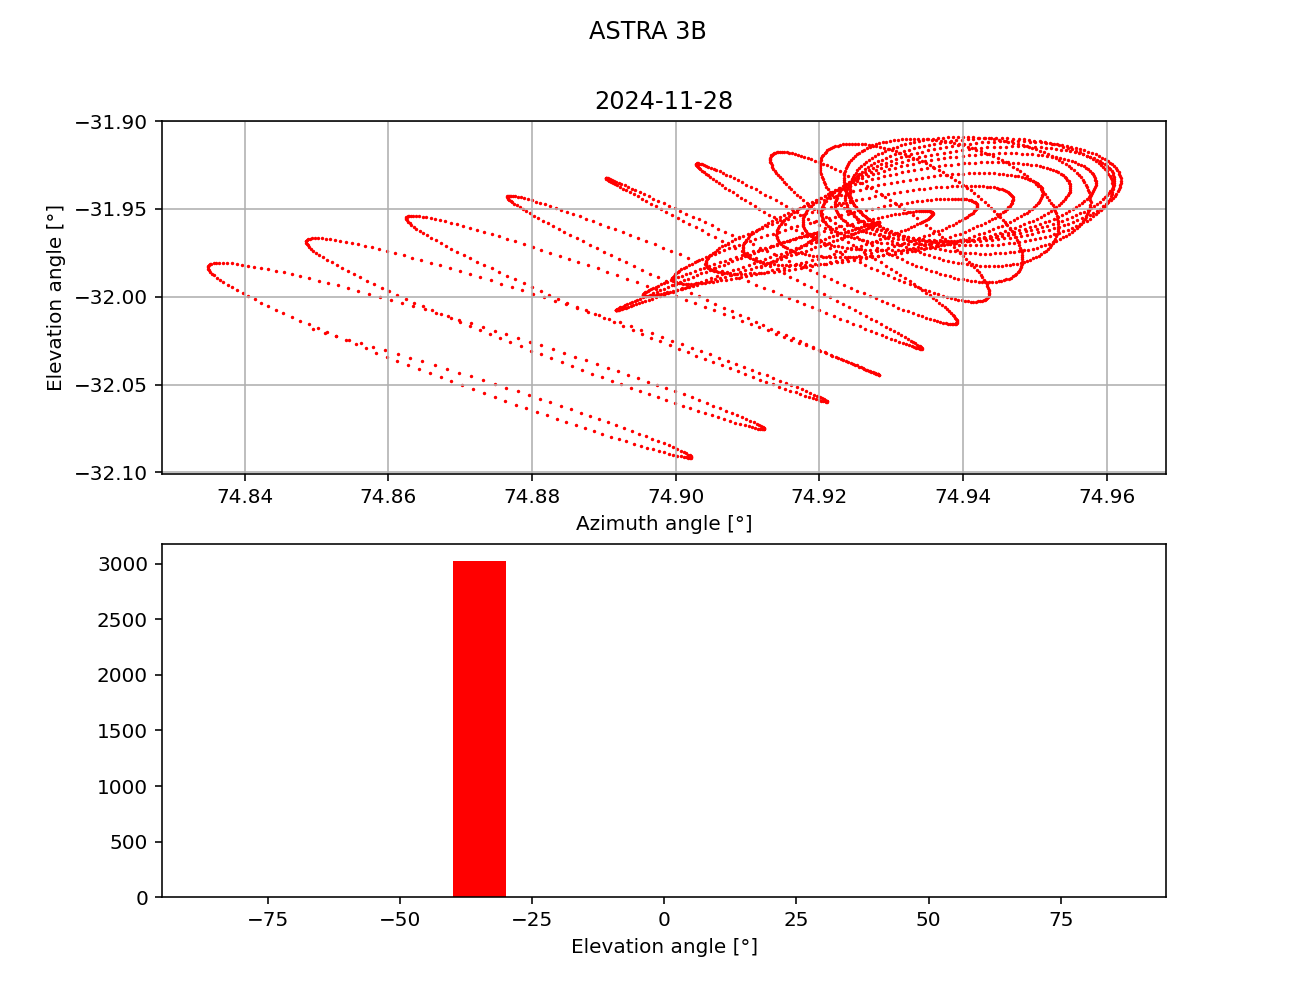 ASTRA 3B
2024-11-28
−31.90
−31.95
−32.00
−32.05
−32.10
Elevation angle [°]
74.84 74.86 74.88 74.90 74.92 74.94 74.96
Azimuth angle [°]
3000
2500
2000
1500
1000
500
0
−75 −50 −25 0 25 50 75
Elevation angle [°]